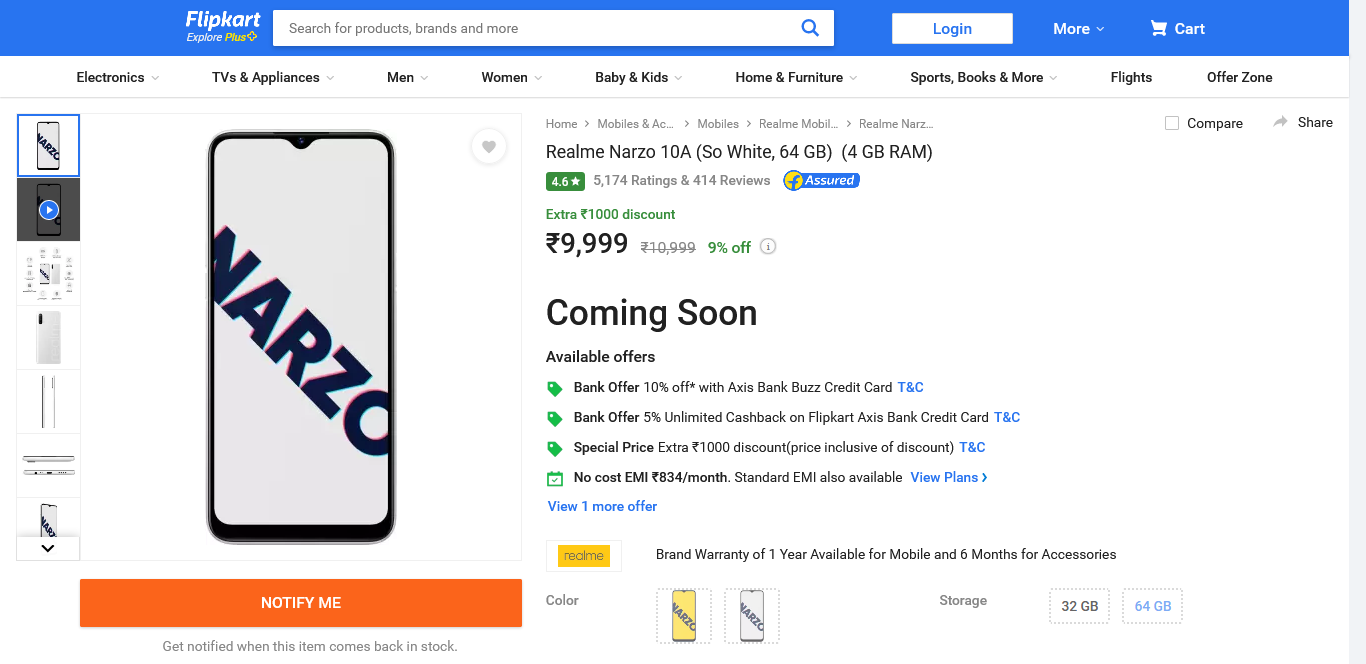 Flipkart
Explore Plus
Search for products, brands and more
Login
More
Cart
Electronics
TVs & Appliances
Men
Women
Baby & Kids
Home & Furniture
Sports, Books & More
Flights
Offer Zone
Home
Mobiles & Ac...
Mobiles
Realme Mobil...
Realme Narz...
Compare
Share
Realme Narzo 10A (So White, 64 GB) (4 GB RAM)
4.6
5,174 Ratings & 414 Reviews
Assured
Extra ₹1000 discount
₹9,999 ₹10,999 9% off
Coming Soon
Available offers
Bank Offer 10% off* with Axis Bank Buzz Credit Card T&C
Bank Offer 5% Unlimited Cashback on Flipkart Axis Bank Credit Card T&C
Special Price Extra ₹1000 discount(price inclusive of discount) T&C
No cost EMI ₹834/month. Standard EMI also available View Plans
View 1 more offer
realme
Brand Warranty of 1 Year Available for Mobile and 6 Months for Accessories
Color
NARZO
NARZO
Storage
32 GB
64 GB
NARZO
NARZO
NARZO
NOTIFY ME
Get notified when this item comes back in stock.